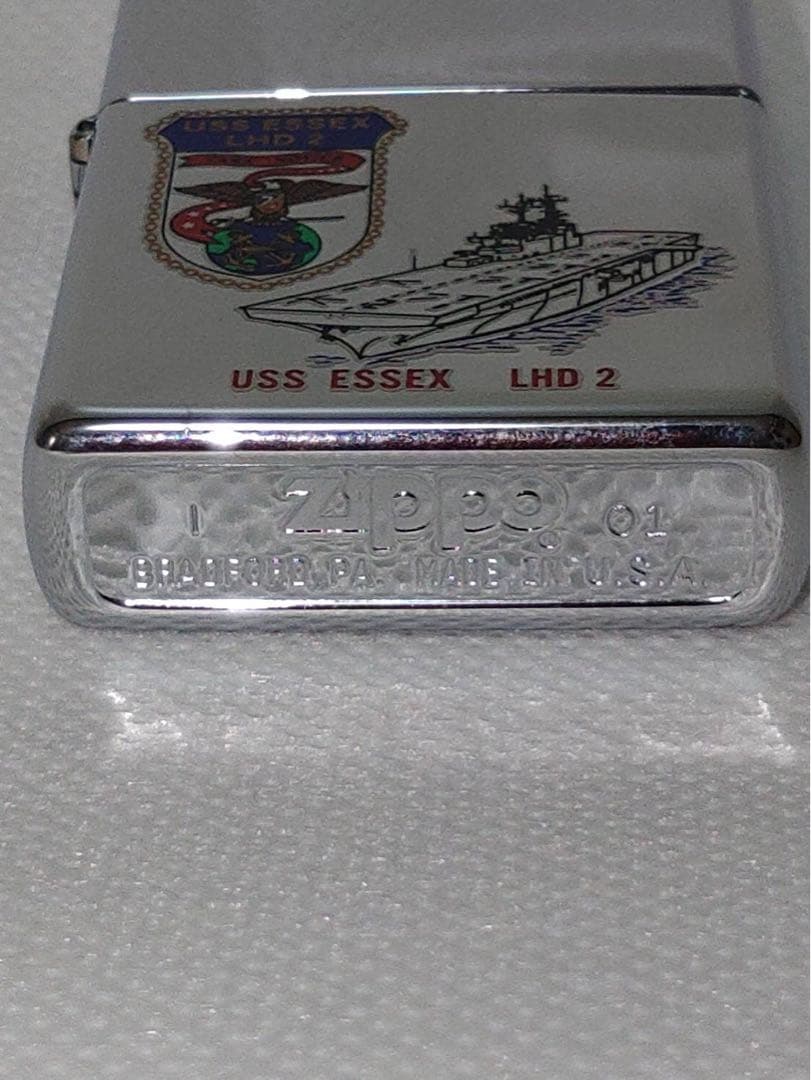 USS ESSEX
LHD 2
USS ESSEX LHD 2
I Zippo® 01
BRADFORD, PA. MADE IN U.S.A.